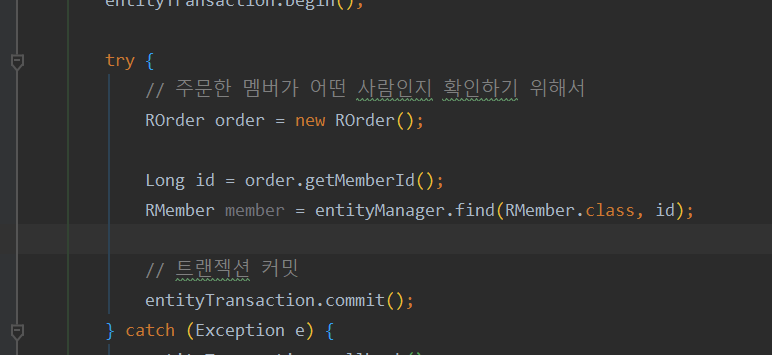 entityTransaction.begin();
try {
// 주문한 멤버가 어떤 사람인지 확인하기 위해서
ROrder order = new ROrder();
Long id = order.getMemberId();
RMember member = entityManager.find(RMember.class, id);
// 트랜젝션 커밋
entityTransaction.commit();
} catch (Exception e) {